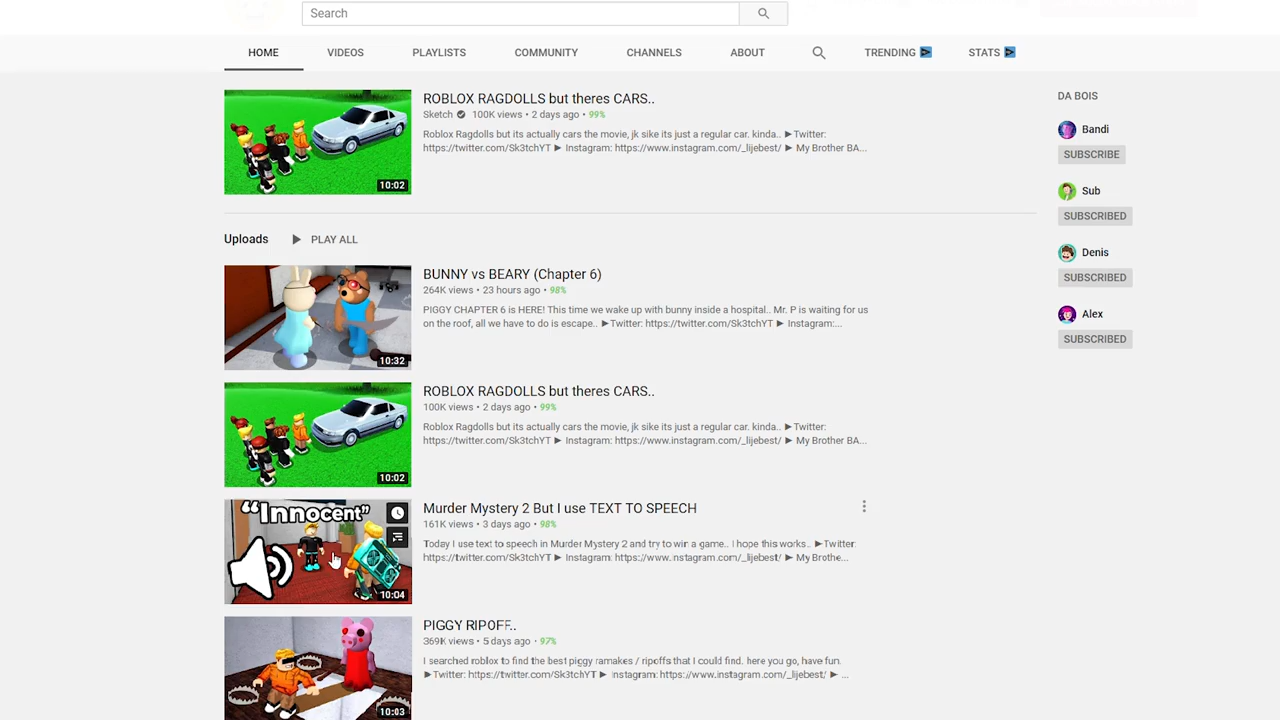 Search
HOME VIDEOS PLAYLISTS COMMUNITY CHANNELS ABOUT TRENDING STATS
ROBLOX RAGDOLLS but theres CARS..
Sketch 100K views • 2 days ago • 99%
Roblox Ragdolls but its actually cars the movie, jk sike its just a regular car. kinda.. ►Twitter:
https://twitter.com/Sk3tchYT ► Instagram: https://www.instagram.com/_lijebest/ ► My Brother BA...
10:02
Uploads PLAY ALL
BUNNY vs BEARY (Chapter 6)
264K views • 23 hours ago • 98%
PIGGY CHAPTER 6 is HERE! This time we wake up with bunny inside a hospital.. Mr. P is waiting for us
on the roof, all we have to do is escape.. ►Twitter: https://twitter.com/Sk3tchYT ► Instagram:...
10:32
ROBLOX RAGDOLLS but theres CARS..
100K views • 2 days ago • 99%
Roblox Ragdolls but its actually cars the movie, jk sike its just a regular car. kinda.. ►Twitter:
https://twitter.com/Sk3tchYT ► Instagram: https://www.instagram.com/_lijebest/ ► My Brother BA...
10:02
"Innocent"
10:04
Murder Mystery 2 But I use TEXT TO SPEECH
161K views • 3 days ago • 98%
Today I use text to speech in Murder Mystery 2 and try to win a game.. I hope this works.. ►Twitter:
https://twitter.com/Sk3tchYT ► Instagram: https://www.nstagram.com/_lijebest/ ► My Brothe...
PIGGY RIPOFF..
369K views • 5 days ago • 97%
I searched roblox to find the best piggy ramakes / ripoffs that I could find. here you go, have fun.
►Twitter: https://twitter.com/Sk3tchYT ► Instagram: https://www.instagram.com/_lijebest/ ► ...
10:03
DA BOIS
Bandi
SUBSCRIBE
Sub
SUBSCRIBED
Denis
SUBSCRIBED
Alex
SUBSCRIBED